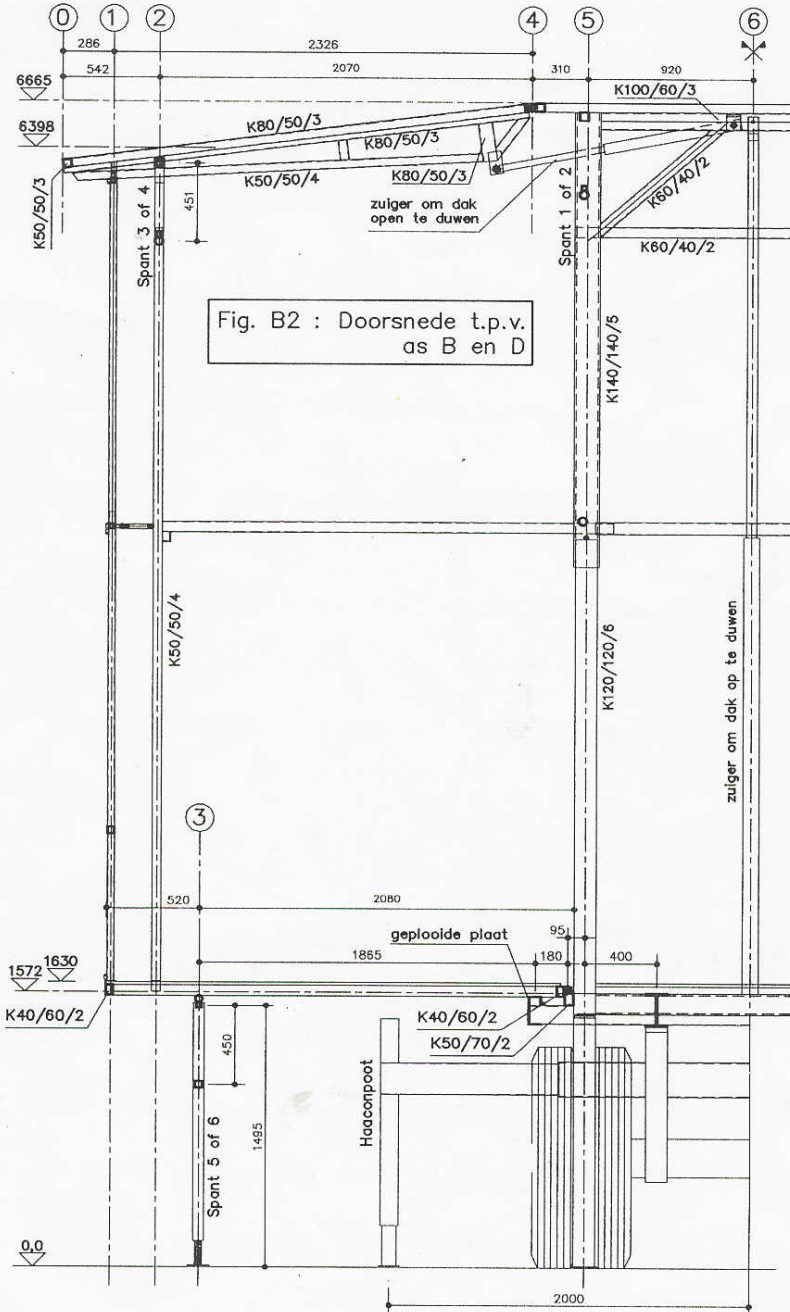 0
1
2
4
5
6
286
2326
542
2070
310
920
6665
6398
K100/60/3
K80/50/3
K80/50/3
K50/50/4
K80/50/3
K50/50/3
451
Spant 3 of 4
zuiger om dak
open te duwen
Spant 1 of 2
K60/40/2
K60/40/2
Fig. B2 : Doorsnede t.p.v.
as B en D
K140/140/5
K50/50/4
K120/120/6
zuiger om dak op te duwen
3
520
2080
95
geplooide plaat
1865
180
400
1630
1572
K40/60/2
K40/60/2
K50/70/2
450
1495
Haaconpoot
Spant 5 of 6
0,0
2000